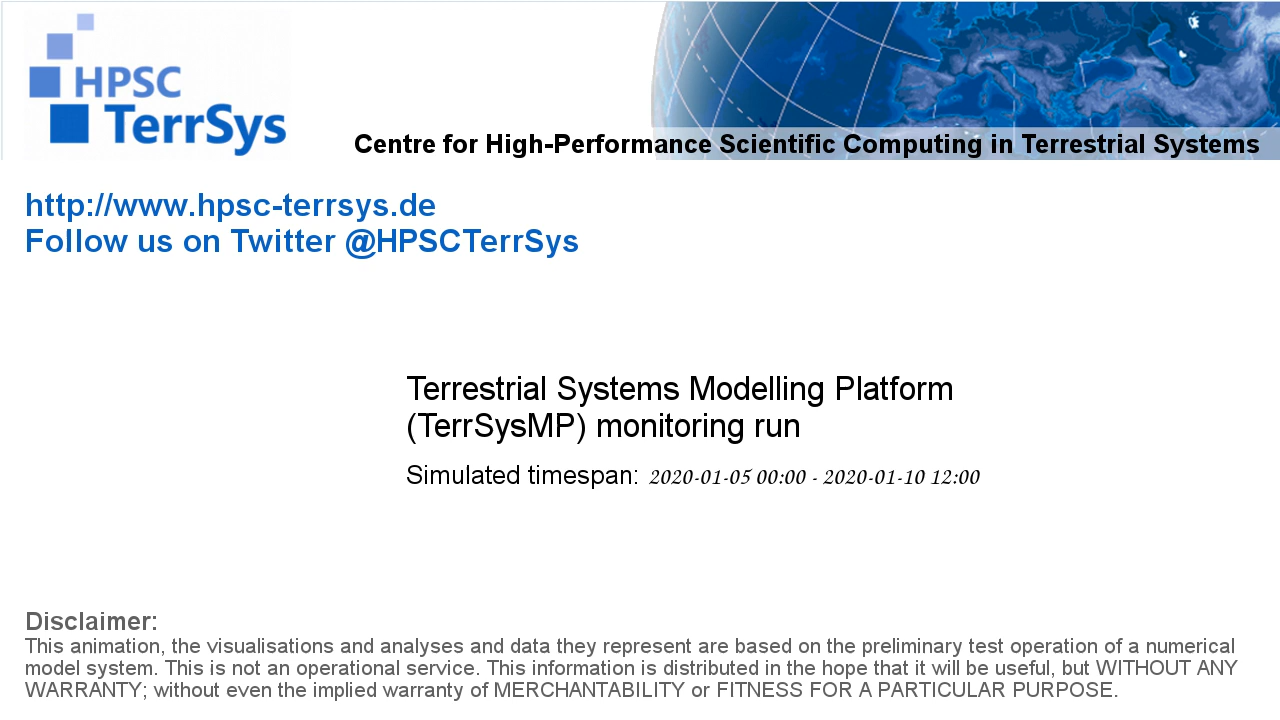 HPSC
TerrSys
Centre for High-Performance Scientific Computing in Terrestrial Systems
http://www.hpsc-terrsys.de
Follow us on Twitter @HPSCTerrSys
Terrestrial Systems Modelling Platform
(TerrSysMP) monitoring run
Simulated timespan: 2020-01-05 00:00 - 2020-01-10 12:00
Disclaimer:
This animation, the visualisations and analyses and data they represent are based on the preliminary test operation of a numerical
model system. This is not an operational service. This information is distributed in the hope that it will be useful, but WITHOUT ANY
WARRANTY; without even the implied warranty of MERCHANTABILITY or FITNESS FOR A PARTICULAR PURPOSE.